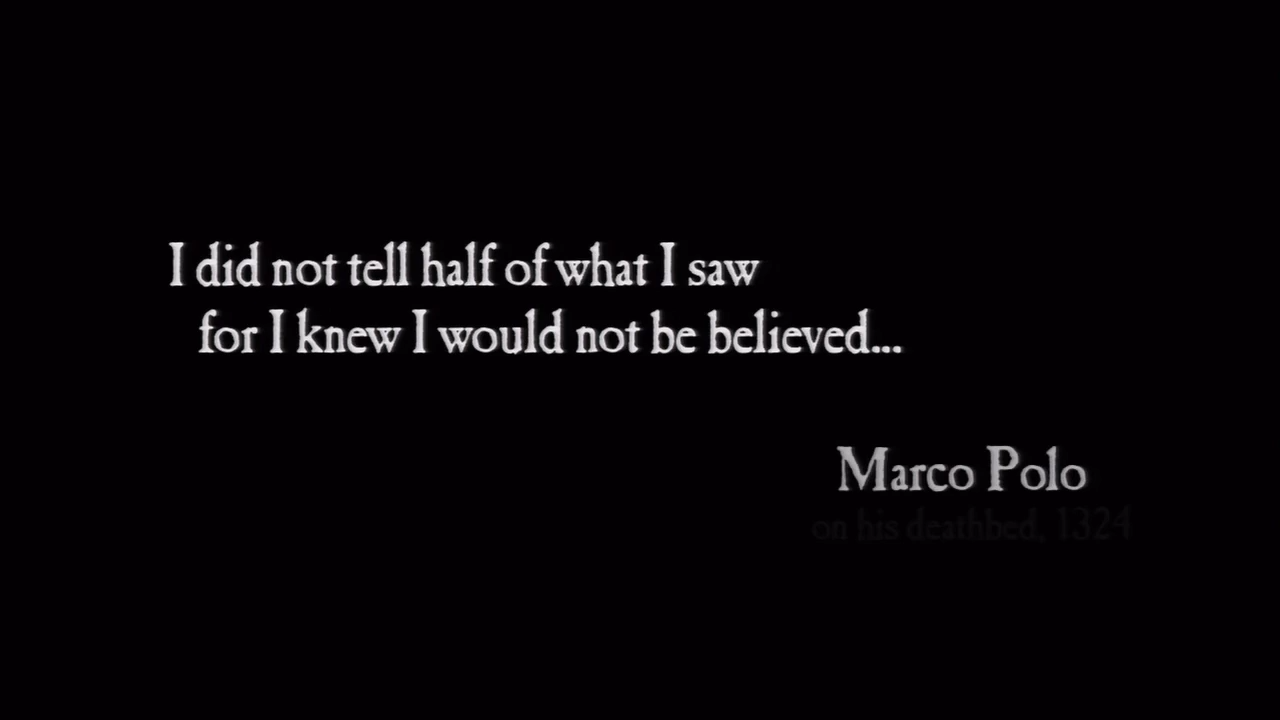 I did not tell half of what I saw
for I knew I would not be believed...
Marco Polo
on his deathbed, 1324